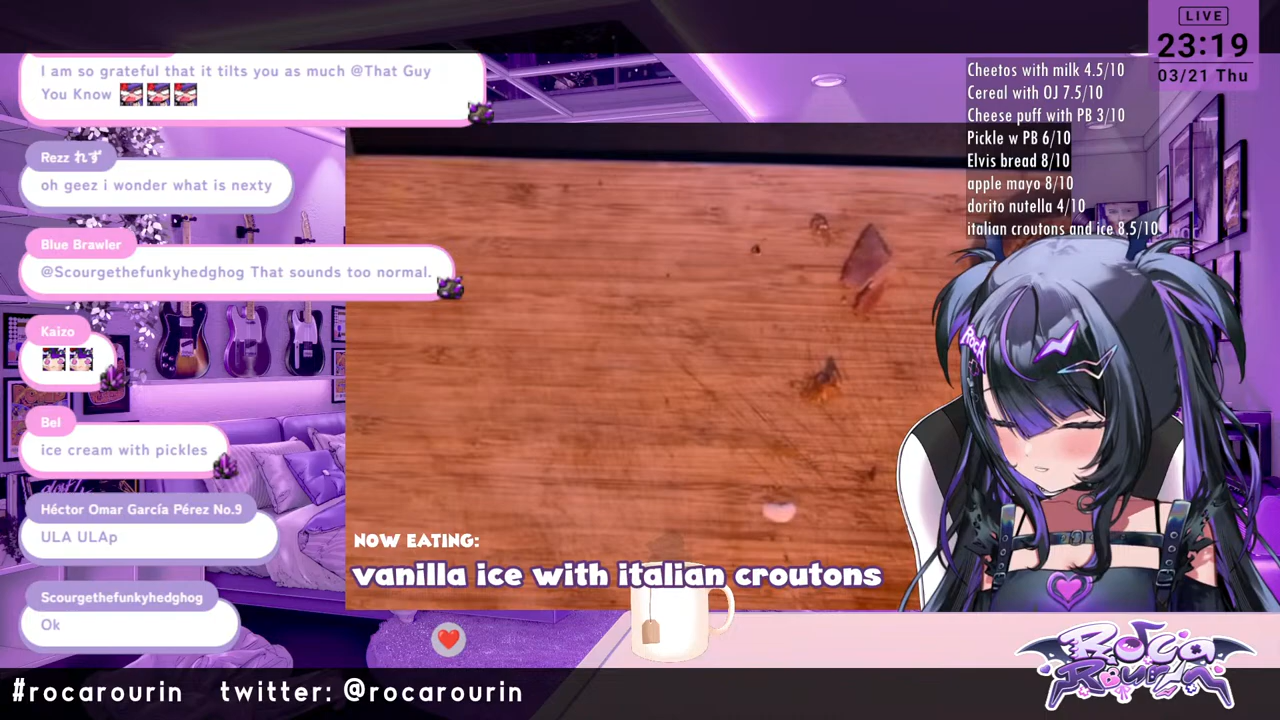 LIVE
23:19
03/21 Thu
I am so grateful that it tilts you as much @That Guy
You Know
Rezz れず
oh geez i wonder what is nexty
Blue Brawler
@Scourgethefunkyhedghog That sounds too normal.
Kaizo
Bel
ice cream with pickles
Héctor Omar García Pérez No.9
ULA ULAp
Scourgethefunkyhedghog
Ok
Cheetos with milk 4.5/10
Cereal with OJ 7.5/10
Cheese puff with PB 3/10
Pickle w PB 6/10
Elvis bread 8/10
apple mayo 8/10
dorito nutella 4/10
italian croutons and ice 8.5/10
RocA
NOW EATING:
vanilla ice with italian croutons
Roca
Rourin
#rocarourin twitter: @rocarourin